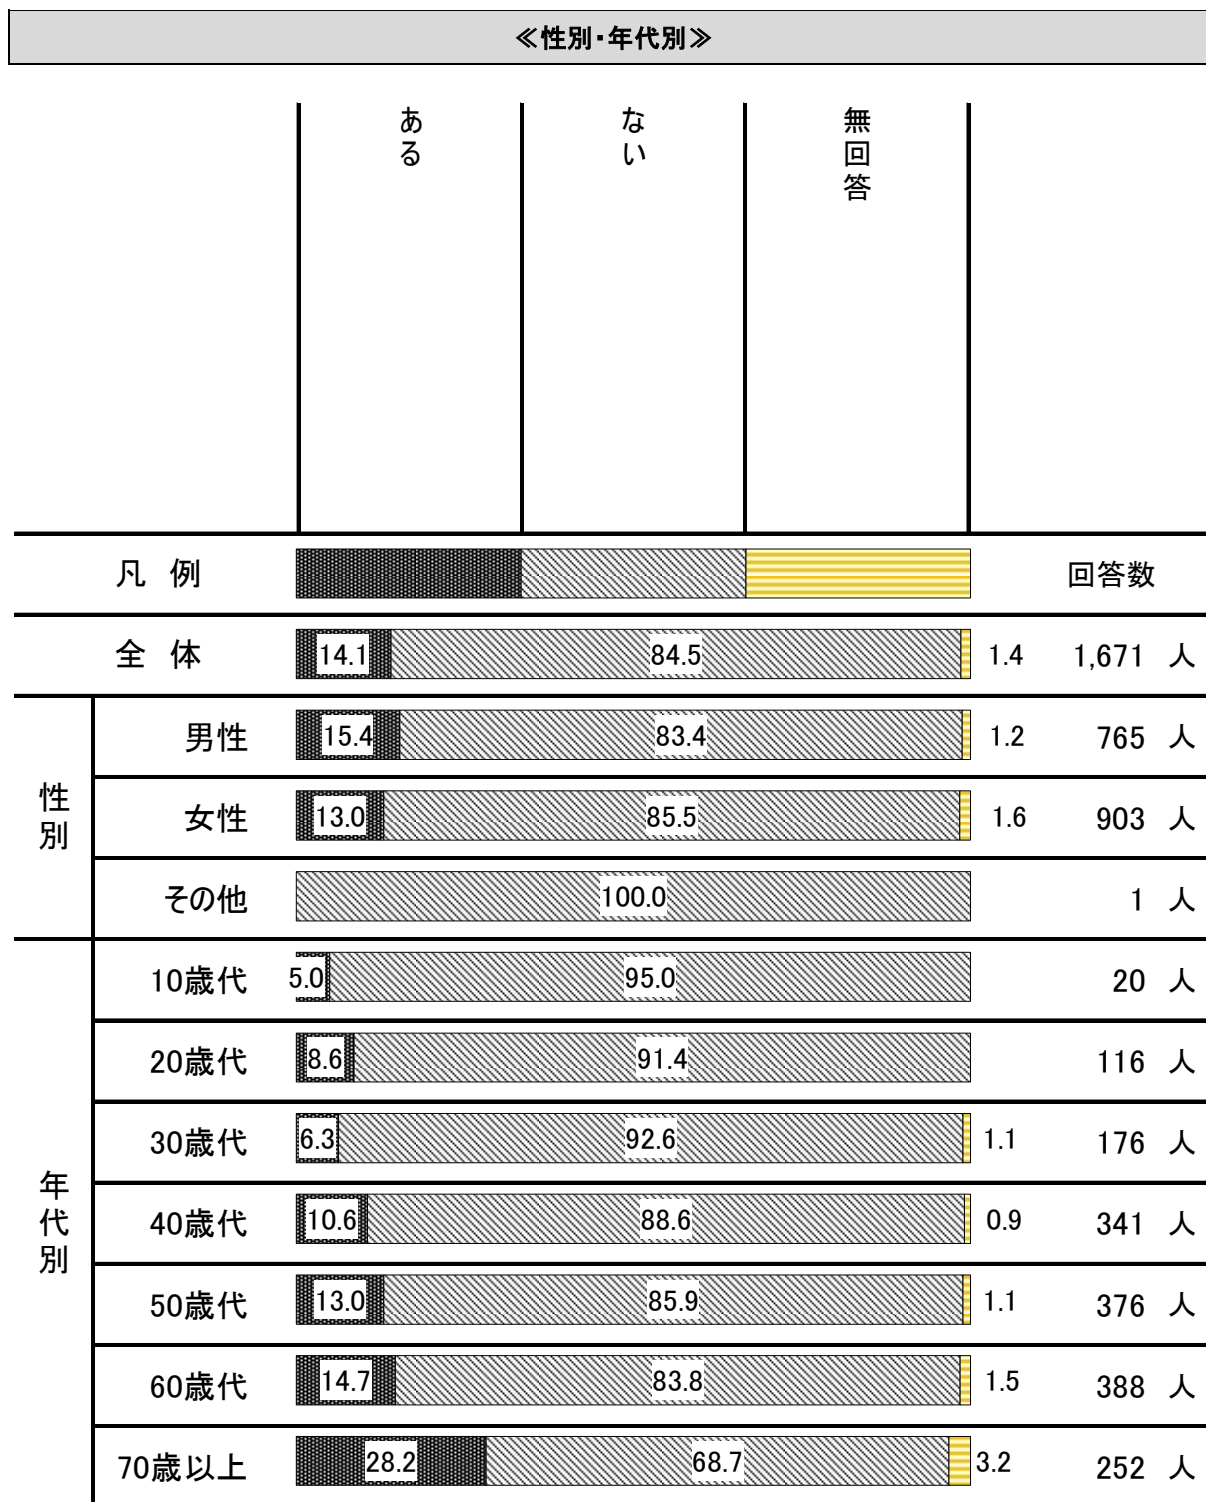 ≪性別・年代別≫
ある
ない
無回答
凡 例 回答数
全 体 14.1 84.5 1.4 1,671 人
性別
男性 15.4 83.4 1.2 765 人
女性 13.0 85.5 1.6 903 人
その他 100.0 1 人
年代別
10歳代 5.0 95.0 20 人
20歳代 8.6 91.4 116 人
30歳代 6.3 92.6 1.1 176 人
40歳代 10.6 88.6 0.9 341 人
50歳代 13.0 85.9 1.1 376 人
60歳代 14.7 83.8 1.5 388 人
70歳以上 28.2 68.7 3.2 252 人